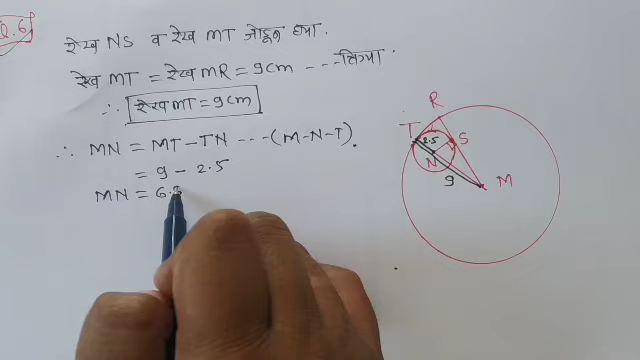 Q.6
रेख NS व रेख MT जोडून घ्या.
रेख MT = रेख MR = 9cm --- त्रिज्या
∴ रेख MT = 9cm
∴ MN = MT - TN --- (M-N-T).
= 9 - 2.5
MN = 6.5
R
T
2.5
S
N
9
M